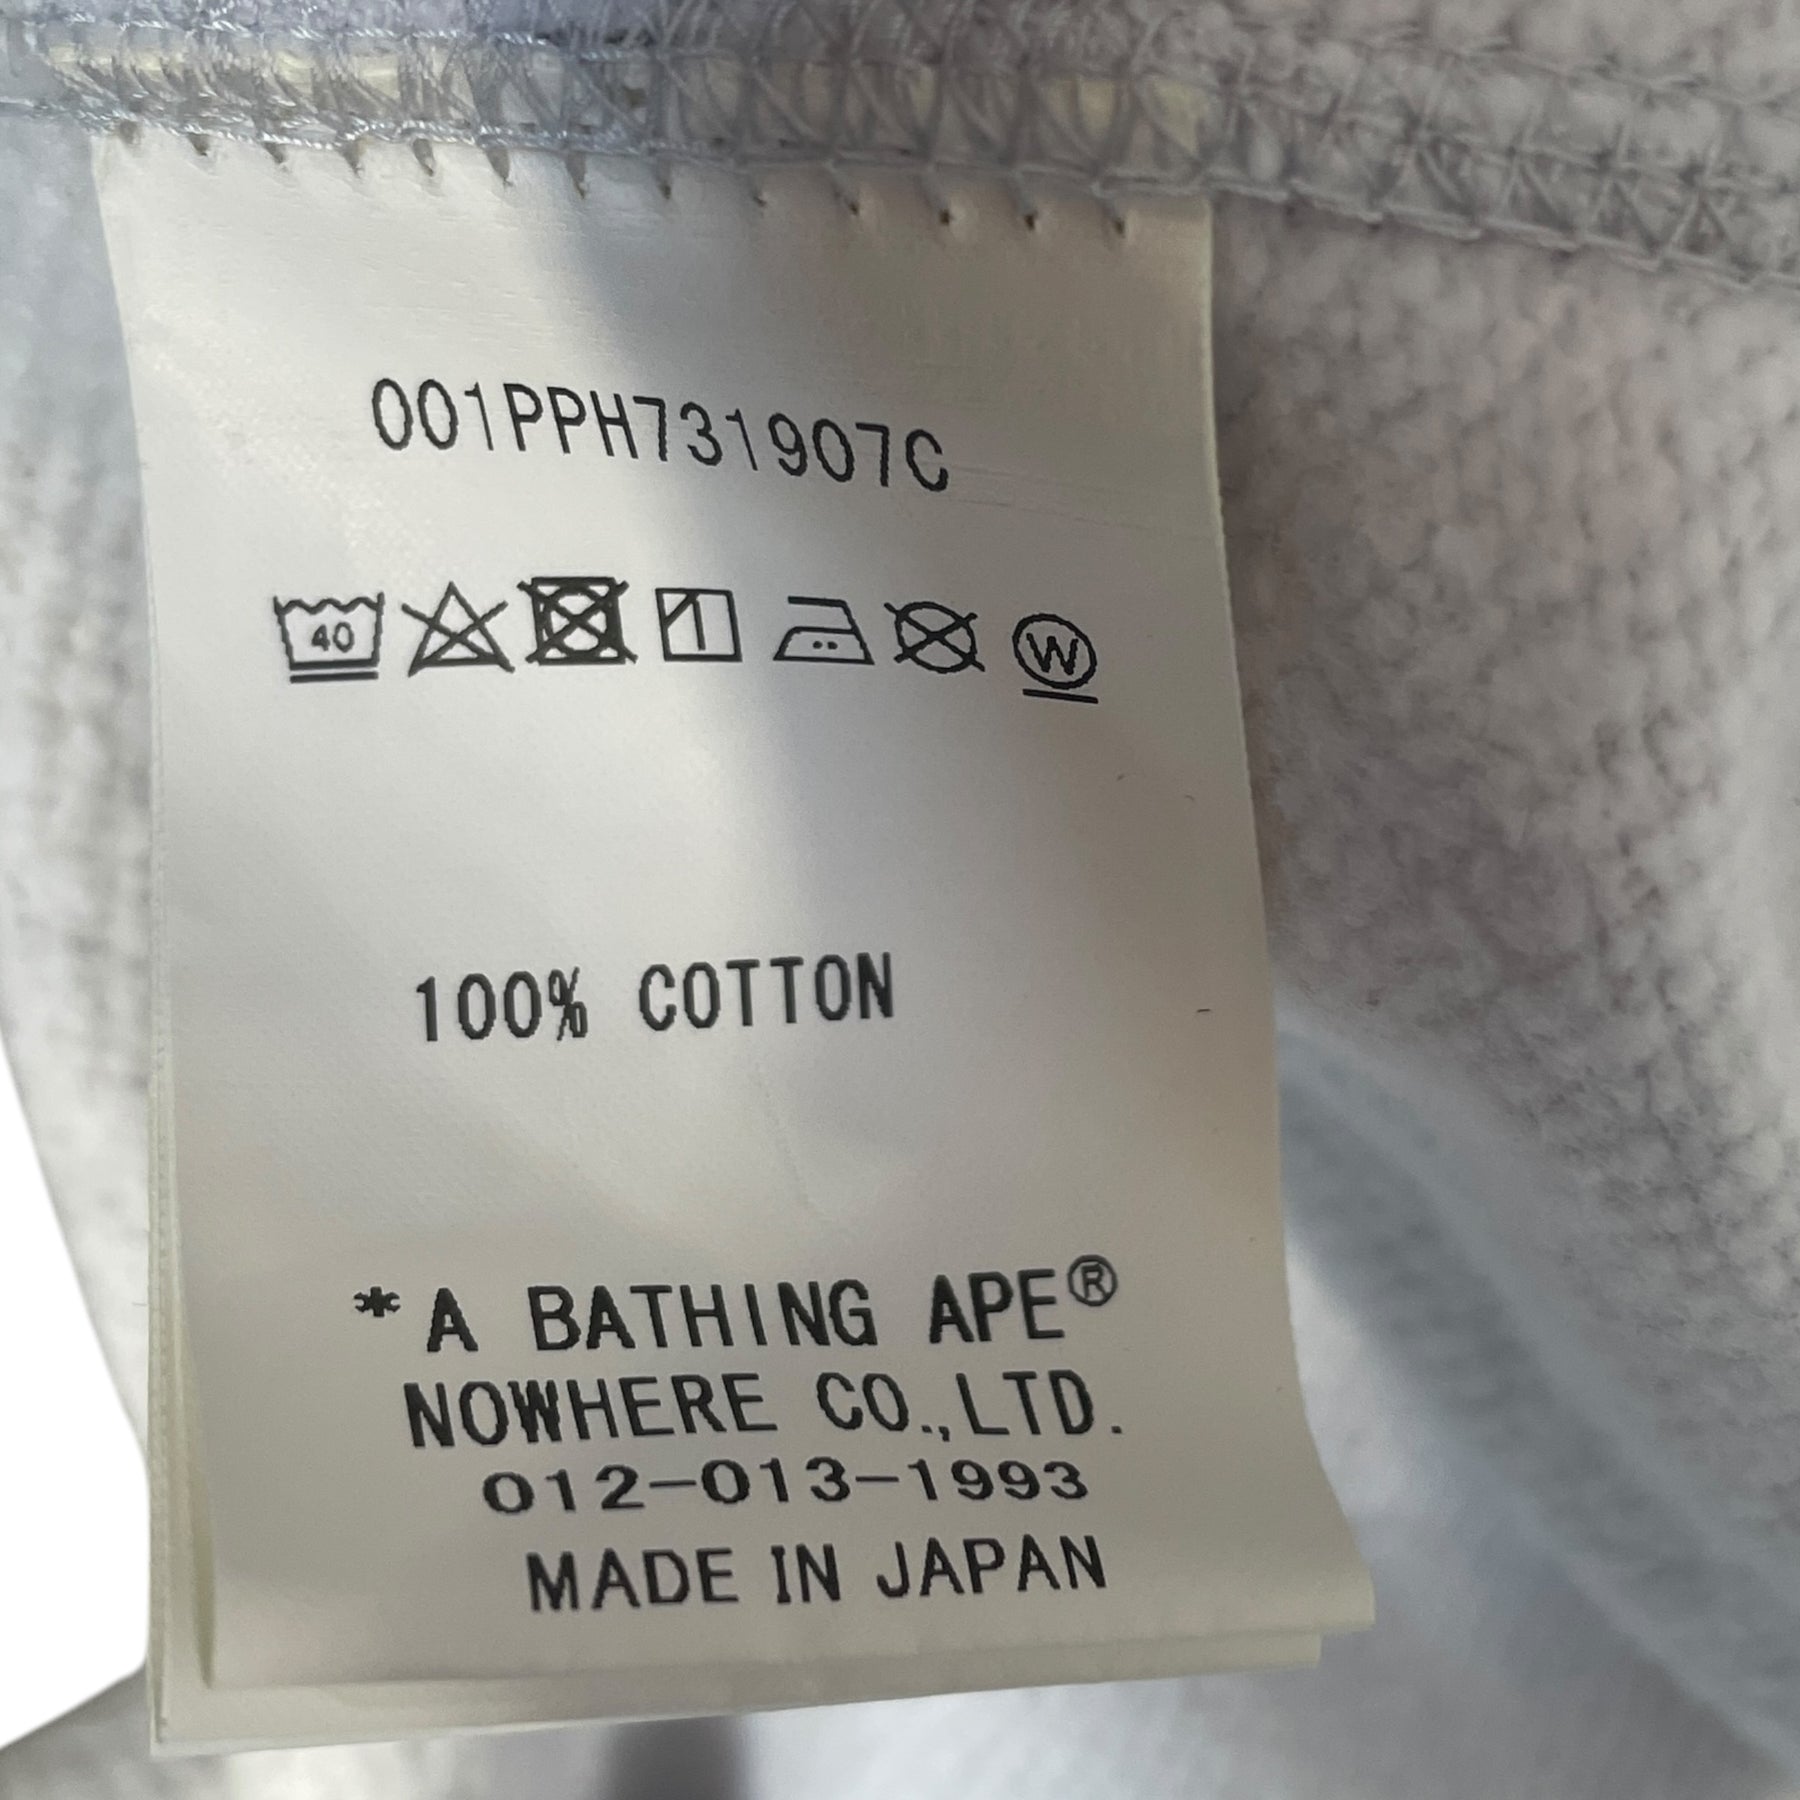 001PPH731907C
40
W
100% COTTON
*A BATHING APE®
NOWHERE CO.,LTD.
012-013-1993
MADE IN JAPAN